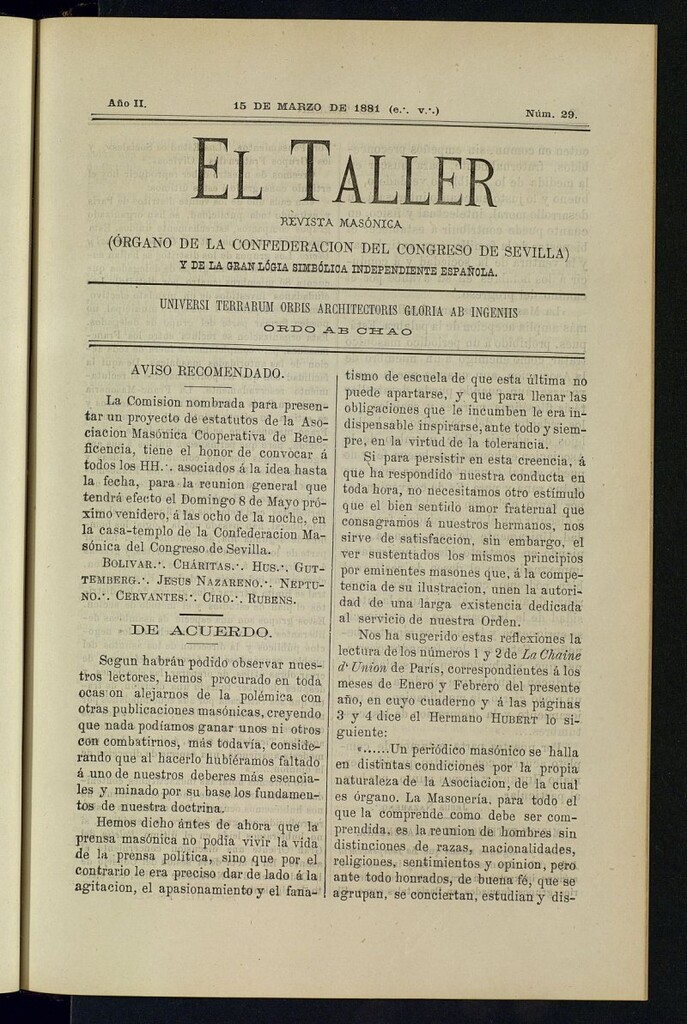 Año II.
15 DE MARZO DE 1881 (e.·. v.·.)
Núm. 29.
EL TALLER
REVISTA MASÓNICA
(ÓRGANO DE LA CONFEDERACION DEL CONGRESO DE SEVILLA)
Y DE LA GRAN LÓGIA SIMBÓLICA INDEPENDIENTE ESPAÑOLA.
UNIVERSI TERRARUM ORBIS ARCHITECTORIS GLORIA AB INGENIIS
ORDO AB CHAO
AVISO RECOMENDADO.
La Comision nombrada para presen-
tar un proyecto de estatutos de la Aso-
ciacion Masónica Cooperativa de Bene-
ficencia, tiene el honor de convocar á
todos los HH.·. asociados á la idea hasta
la fecha, para la reunion general que
tendrá efecto el Domingo 8 de Mayo pró-
ximo venidero, á las ocho de la noche, en
la casa-templo de la Confederacion Ma-
sónica del Congreso de Sevilla.
BOLIVAR.·. CHÁRITAS.·. HUS.·. GUT-
TEMBERG.·. JESUS NAZARENO.·. NEPTU-
NO.·. CERVANTES.·. CIRO.·. RUBENS.
DE ACUERDO.
Segun habrán podido observar nues-
tros lectores, hemos procurado en toda
ocasion alejarnos de la polémica con
otras publicaciones masónicas, creyendo
que nada podíamos ganar unos ni otros
con combatirnos, más todavía, conside-
rando que al hacerlo hubiéramos faltado
á uno de nuestros deberes más esencia-
les y minado por su base los fundamen-
tos de nuestra doctrina.
Hemos dicho ántes de ahora que la
prensa masónica no podia vivir la vida
de la prensa política, sino que por el
contrario le era preciso dar de lado á la
agitacion, el apasionamiento y el fana-
tismo de escuela de que esta última no
puede apartarse, y que para llenar las
obligaciones que le incumben le era in-
dispensable inspirarse, ante todo y siem-
pre, en la virtud de la tolerancia.
Si para persistir en esta creencia, á
que ha respondido nuestra conducta en
toda hora, no necesitamos otro estímulo
que el bien sentido amor fraternal que
consagramos á nuestros hermanos, nos
sirve de satisfaccion, sin embargo, el
ver sustentados los mismos principios
por eminentes masones que, á la compe-
tencia de su ilustracion, unen la autori-
dad de una larga existencia dedicada
al servicio de nuestra Orden.
Nos ha sugerido estas reflexiones la
lectura de los números 1 y 2 de La Chaine
d'Union de París, correspondientes á los
meses de Enero y Febrero del presente
año, en cuyo cuaderno y á las páginas
3 y 4 dice el Hermano HUBERT lo si-
guiente:
«......Un periódico masónico se halla
en distintas condiciones por la propia
naturaleza de la Asociacion, de la cual
es órgano. La Masonería, para todo el
que la comprende como debe ser com-
prendida, es la reunion de hombres sin
distinciones de razas, nacionalidades,
religiones, sentimientos y opinion, pero
ante todo honrados, de buena fé, que se
agrupan, se conciertan, estudian y dis-